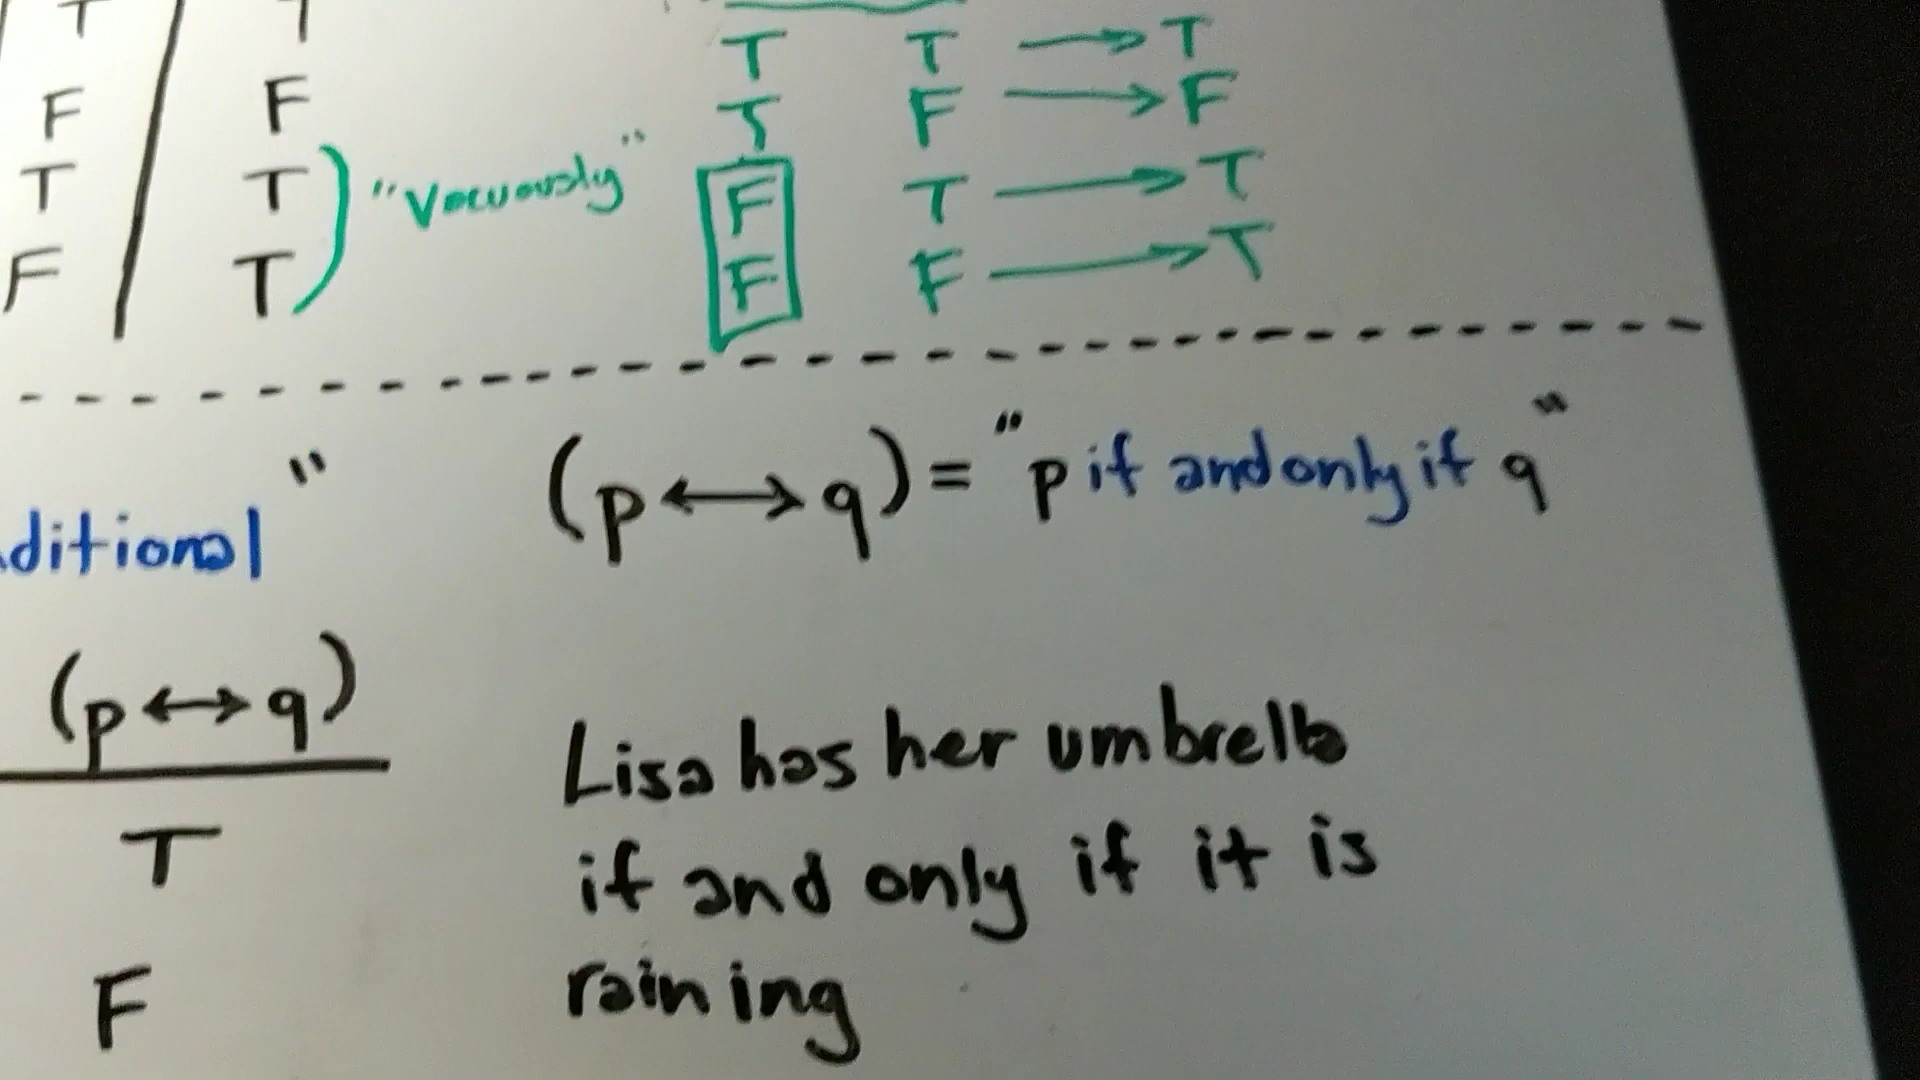 T T T T → T
F F T F → F
T T "Vacuously" F T → T
F T F F → T
ditional" (p ↔ q) = "p if and only if q"
(p ↔ q)
Lisa has her umbrella
T
if and only if it is
F
raining